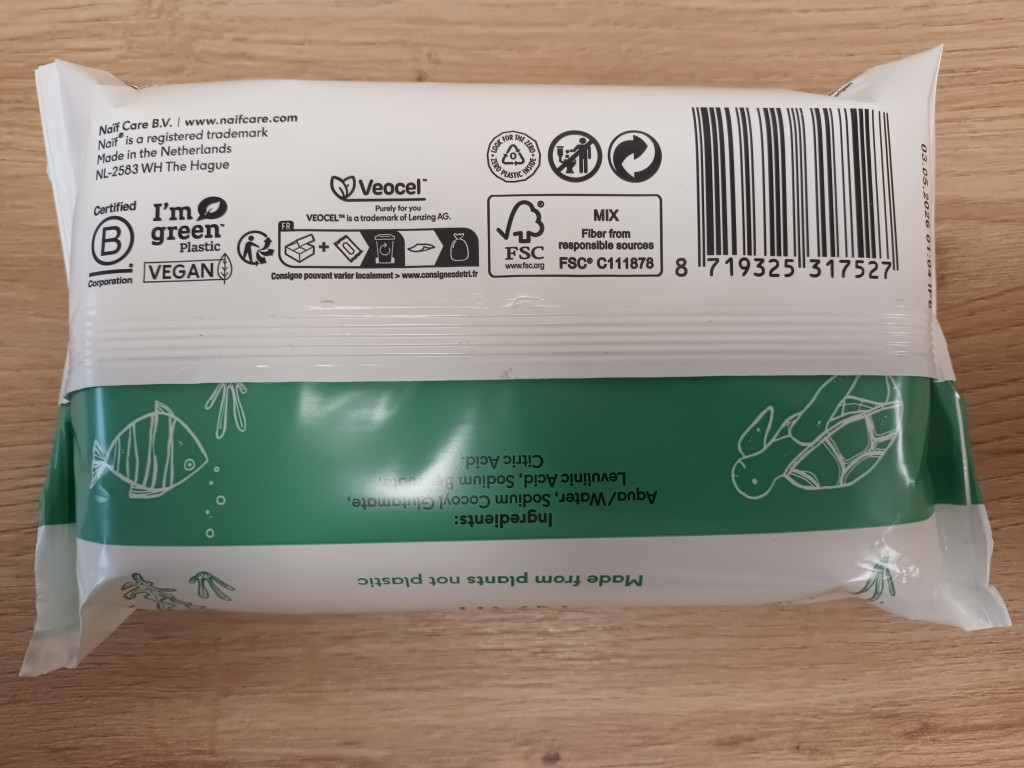 Naïf Care B.V. | www.naifcare.com
Naïf® is a registered trademark
Made in the Netherlands
NL-2583 WH The Hague
Certified
B
Corporation
I'm
green™
Plastic
VEGAN
Veocel™
Purely for you
VEOCEL™ is a trademark of Lenzing AG.
FR
Consigne pouvant varier localement > www.consignesdetri.fr
LOOK FOR THE ZERO
ZERO PLASTIC INSIDE
FSC®
www.fsc.org
MIX
Fiber from
responsible sources
FSC® C111878
8 719325 317527
03.05.2026 01:04
Ingredients:
Aqua/Water, Sodium Cocoyl Glutamate,
Levulinic Acid, Sodium
Citric Acid.
Made from plants not plastic